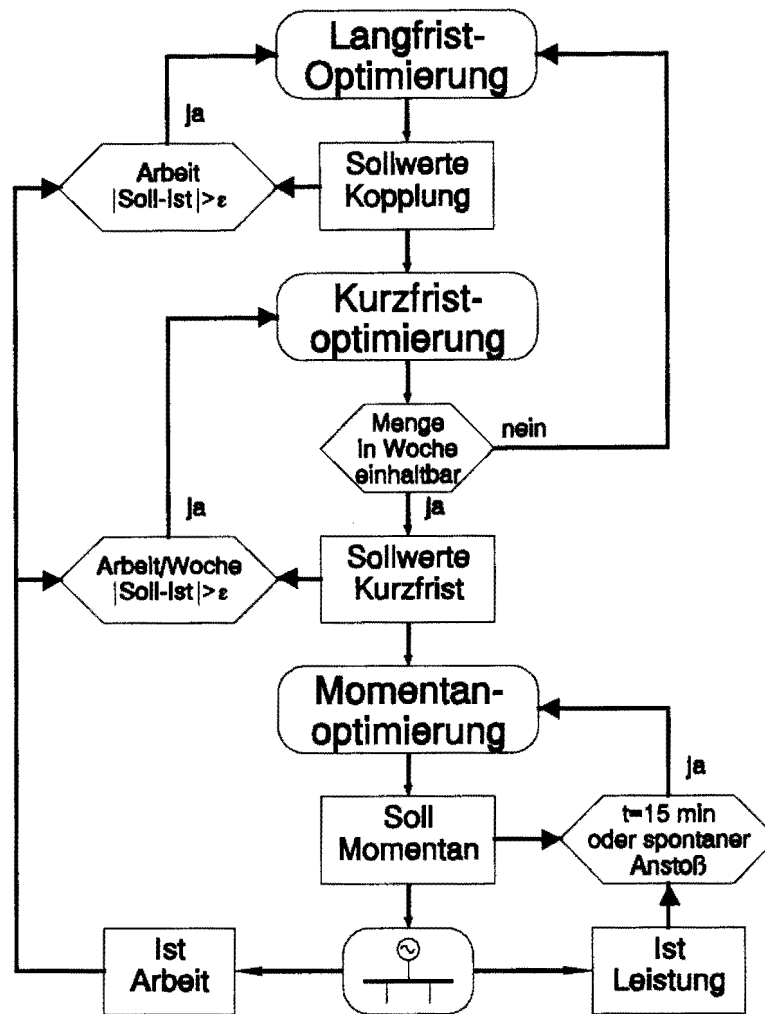 Langfrist-
Optimierung
ja
Arbeit
|Soll-Ist|>ε
Sollwerte
Kopplung
Kurzfrist-
optimierung
Menge
in Woche
einhaltbar
nein
ja
ja
Arbeit/Woche
|Soll-Ist|>ε
Sollwerte
Kurzfrist
Momentan-
optimierung
ja
Soll
Momentan
t=15 min
oder spontaner
Anstoß
Ist
Arbeit
Ist
Leistung